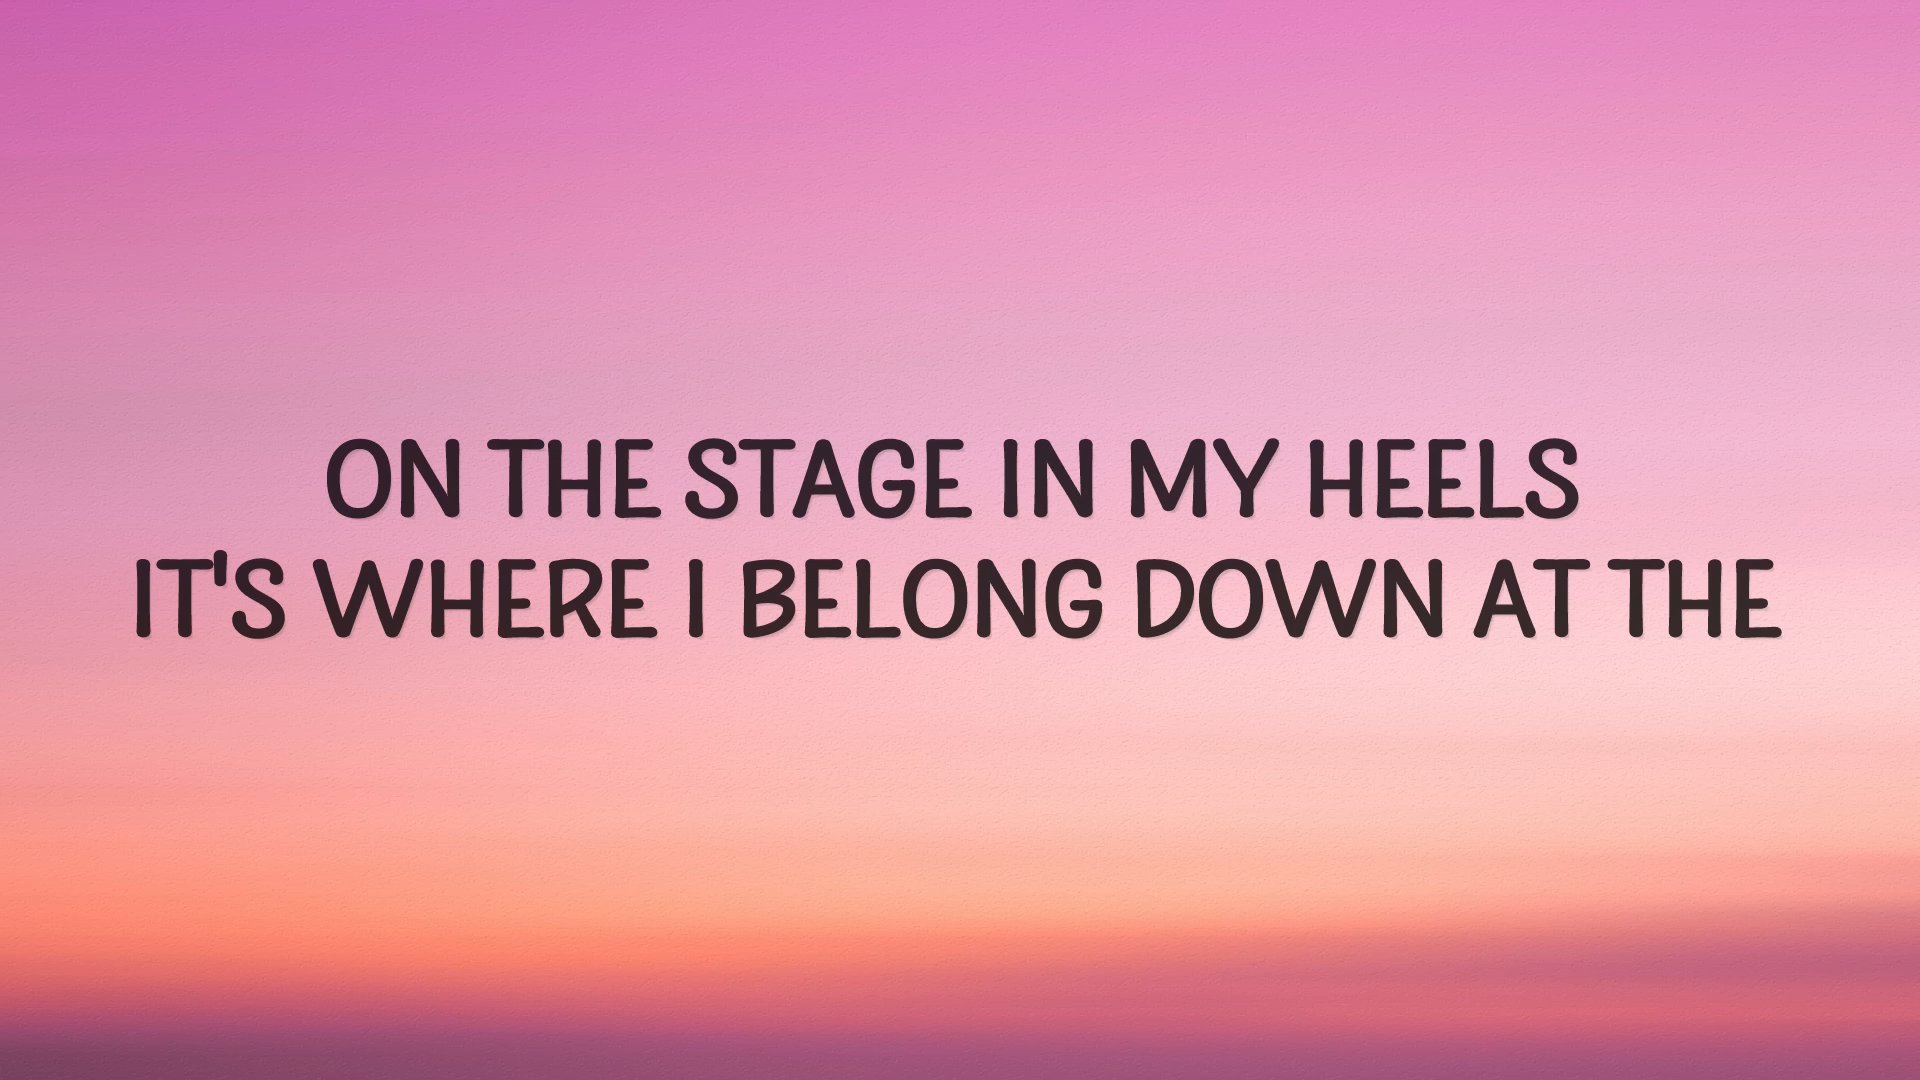 ON THE STAGE IN MY HEELS
IT'S WHERE I BELONG DOWN AT THE